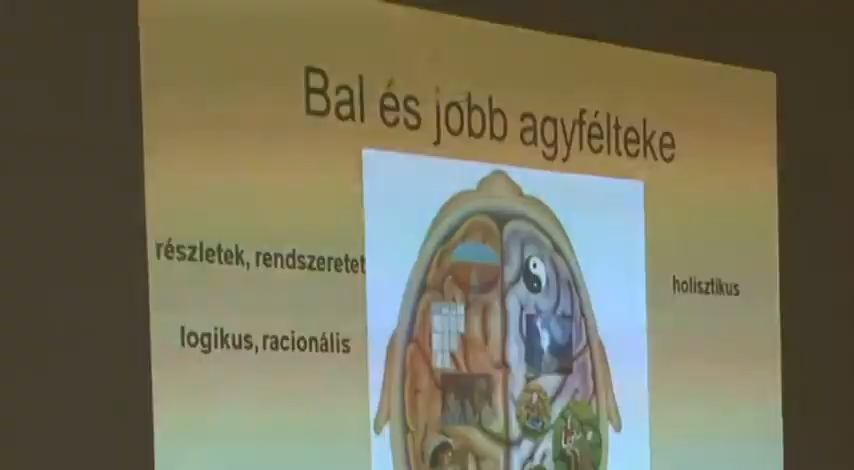 Bal és jobb agyfélteke
részletek, rendszeretet
holisztikus
logikus, racionális